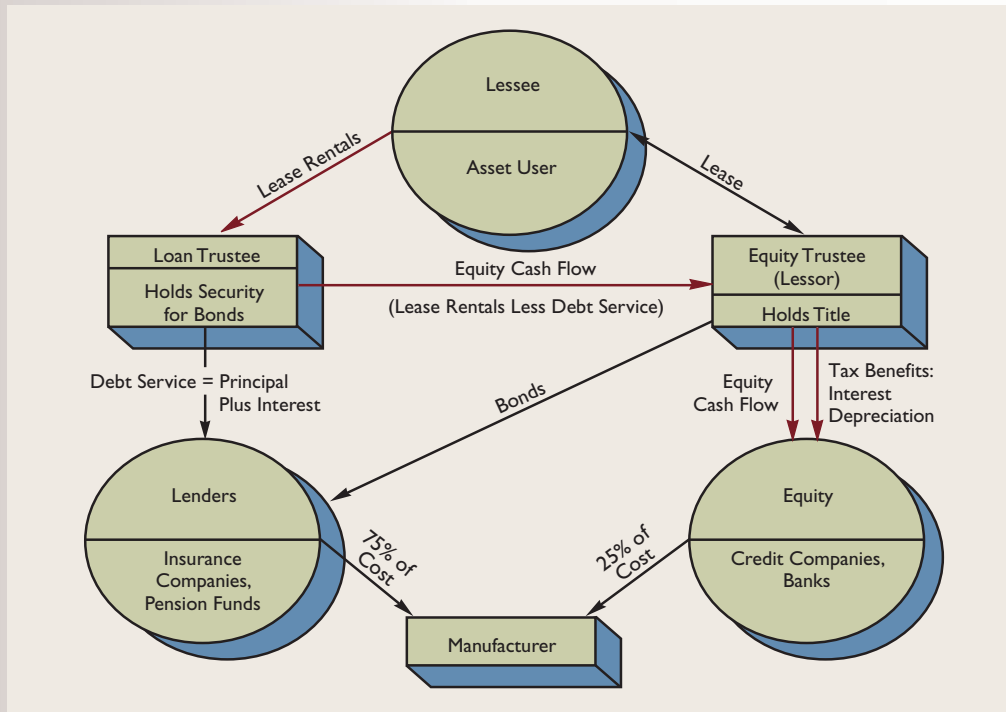 Lessee
Asset User
Lease Rentals
Lease
Loan Trustee
Holds Security
for Bonds
Equity Cash Flow
(Lease Rentals Less Debt Service)
Equity Trustee
(Lessor)
Holds Title
Debt Service = Principal
Plus Interest
Bonds
Equity
Cash Flow
Tax Benefits:
Interest
Depreciation
Lenders
Insurance
Companies,
Pension Funds
75% of
Cost
25% of
Cost
Equity
Credit Companies,
Banks
Manufacturer